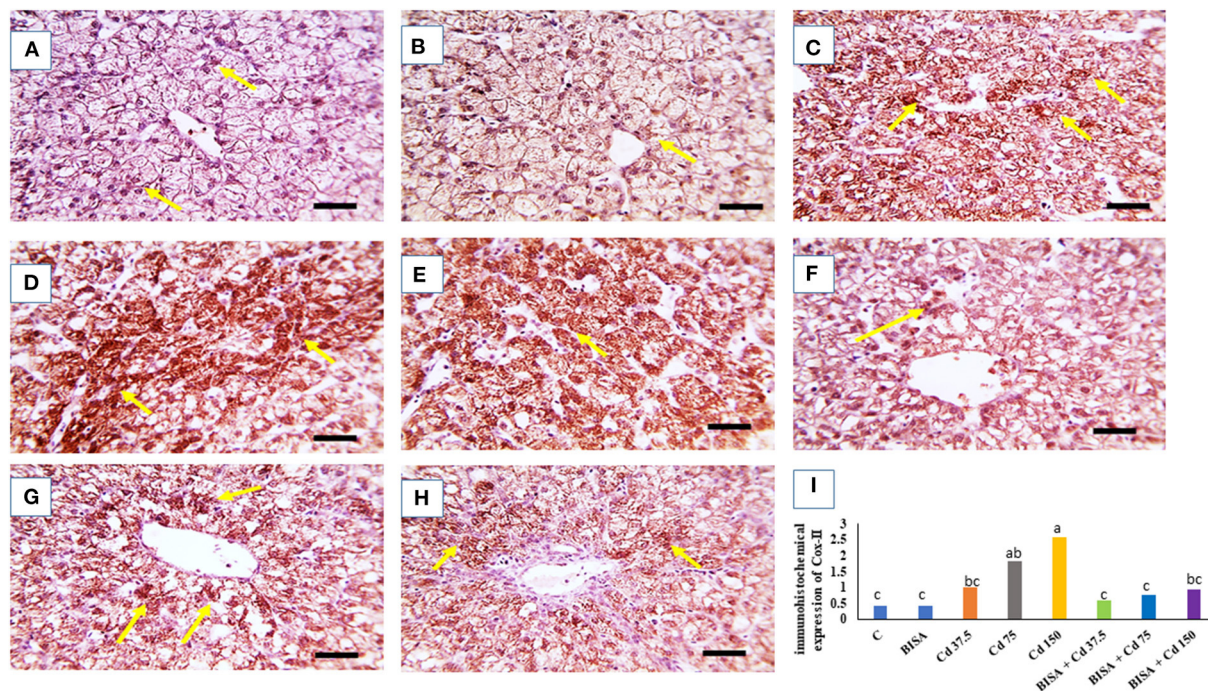 A
B
C
D
E
F
G
H
I
immunohistochemical
expression of Cox-II
3
2.5
2
1.5
1
0.5
0
c
c
bc
ab
a
c
c
bc
C
BISA
Cd 37.5
Cd 75
Cd 150
BISA + Cd 37.5
BISA + Cd 75
BISA + Cd 150